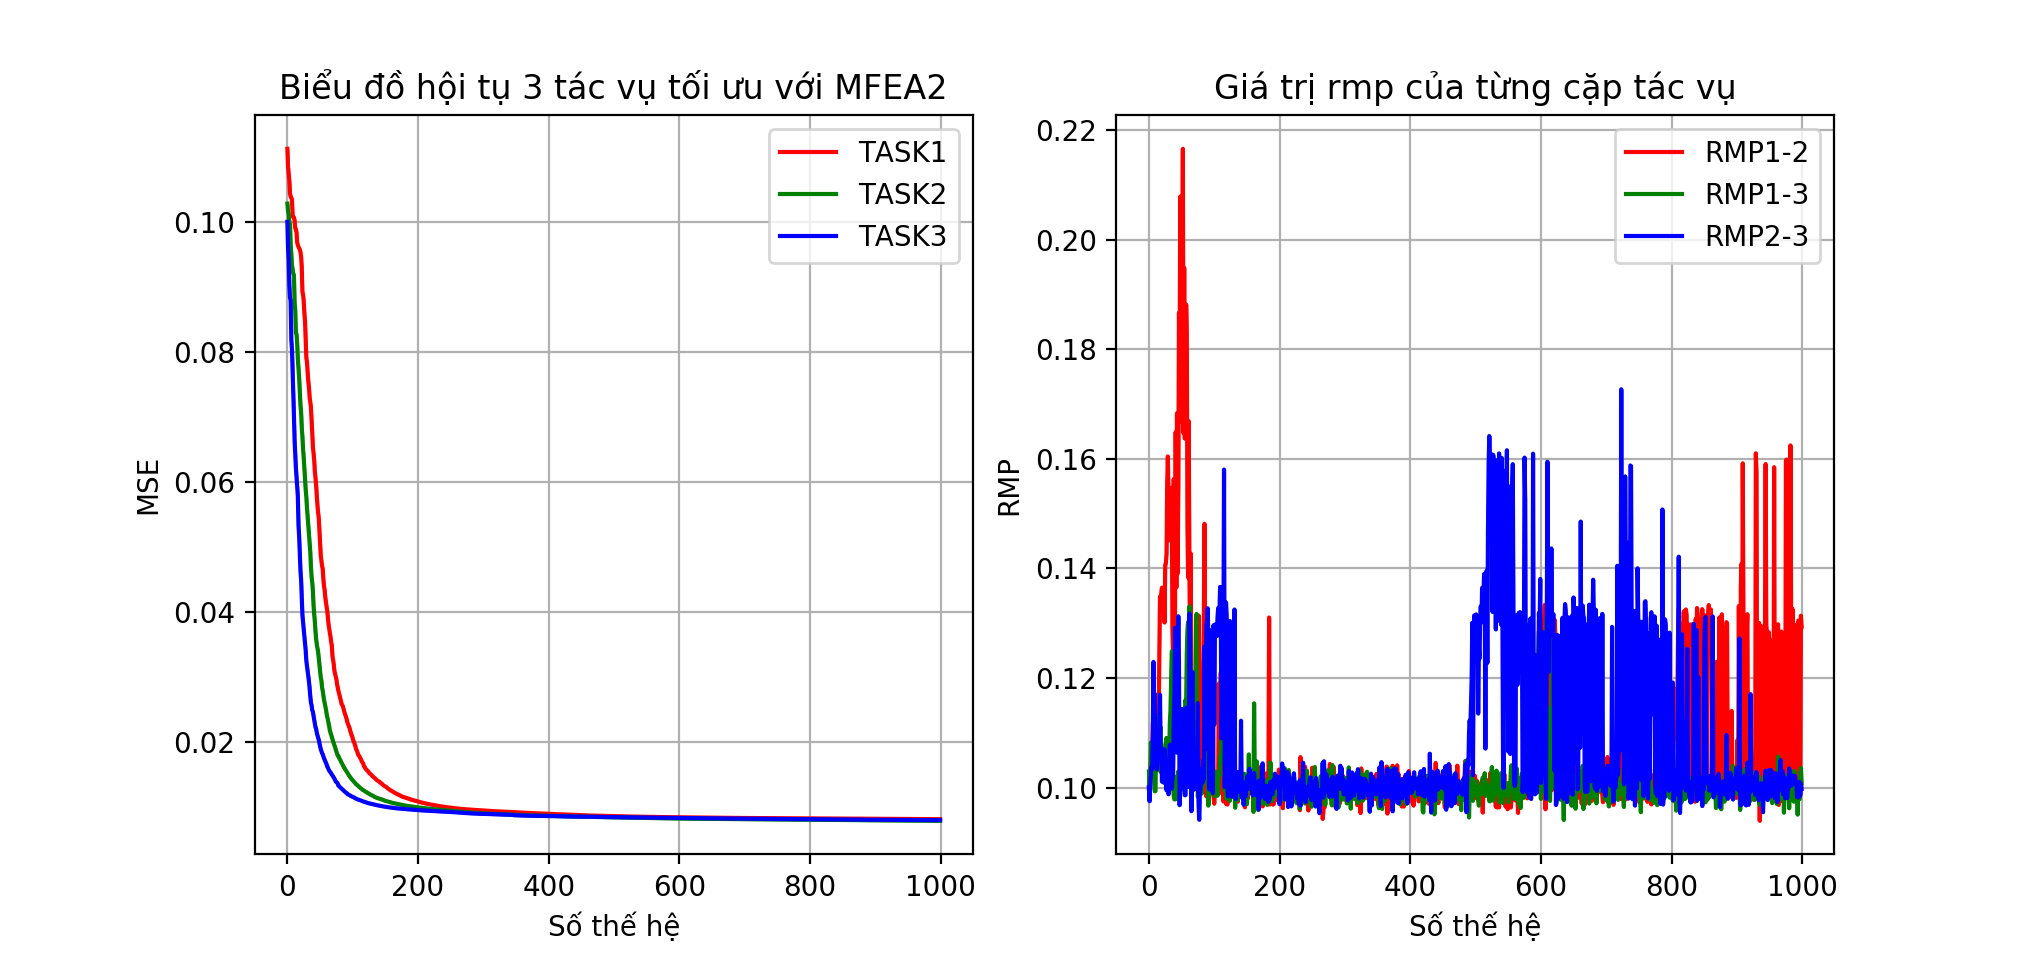 Biểu đồ hội tụ 3 tác vụ tối ưu với MFEA2
TASK1
TASK2
TASK3
MSE
0.10
0.08
0.06
0.04
0.02
0 200 400 600 800 1000
Số thế hệ
Giá trị rmp của từng cặp tác vụ
RMP1-2
RMP1-3
RMP2-3
RMP
0.22
0.20
0.18
0.16
0.14
0.12
0.10
0 200 400 600 800 1000
Số thế hệ